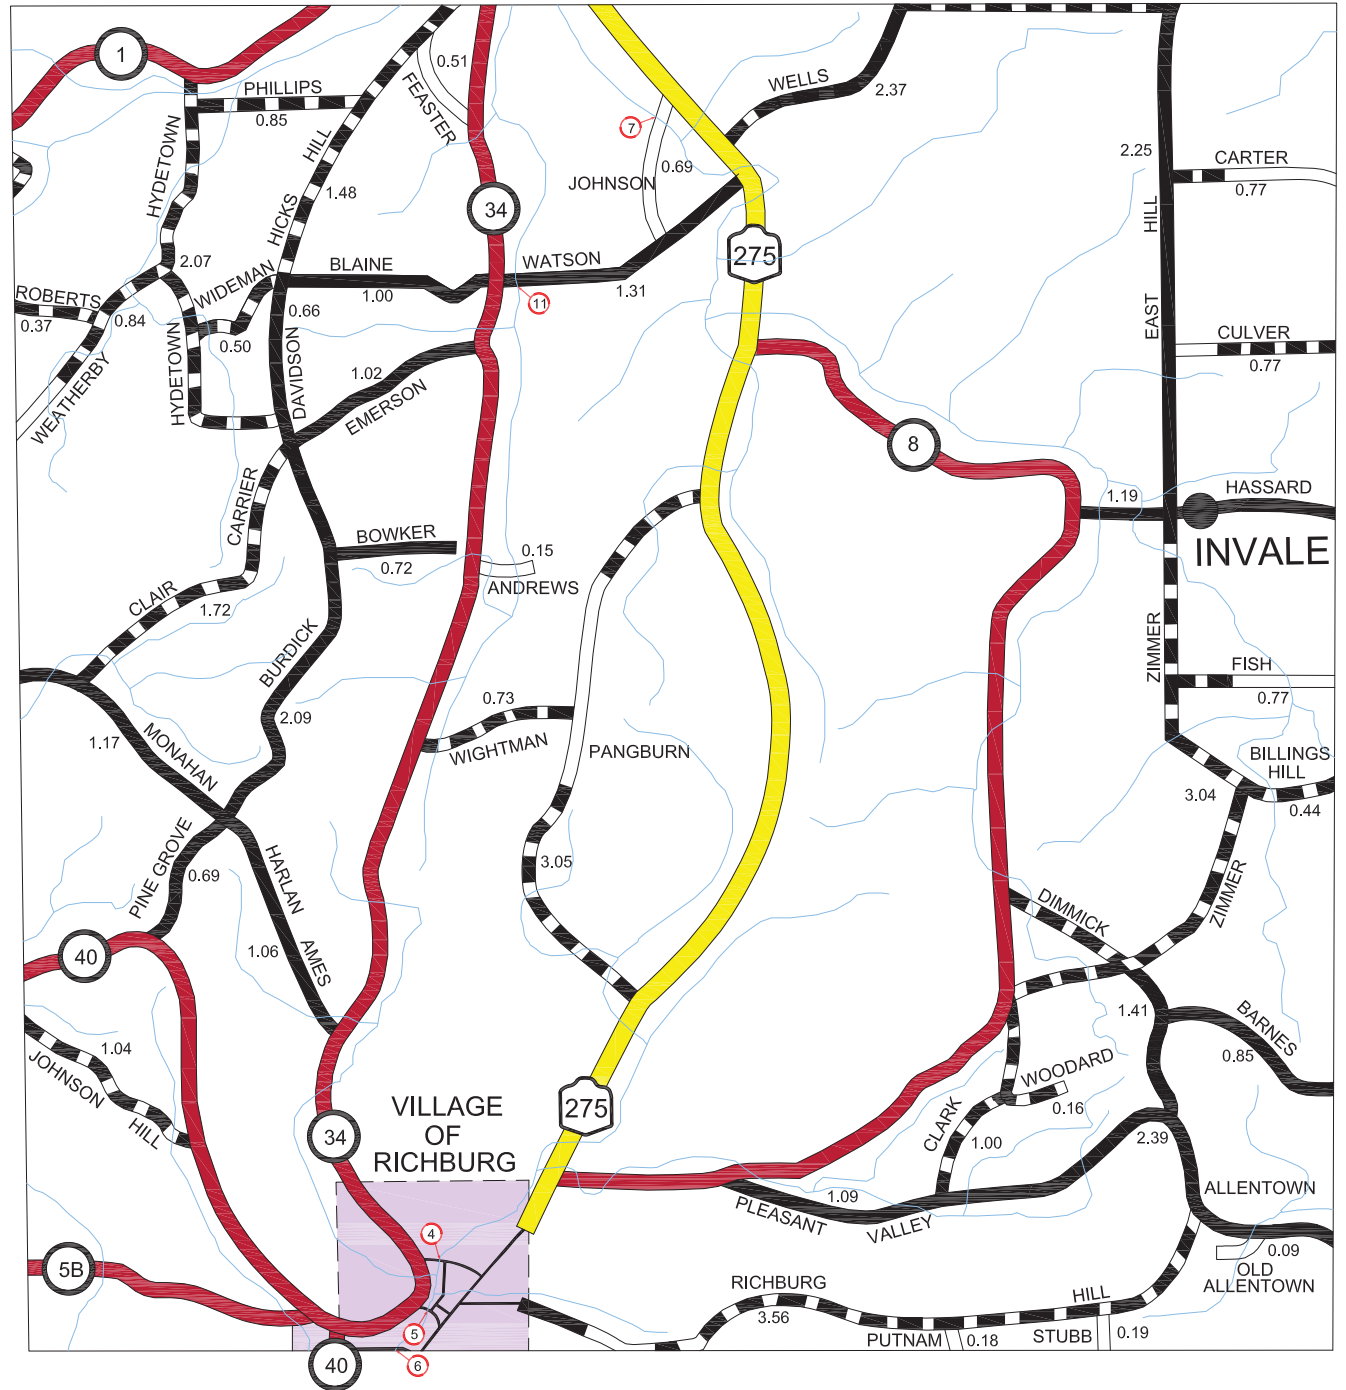 1
PHILLIPS
0.85
0.51
FEASTER
WELLS
2.37
7
0.69
JOHNSON
HYDETOWN
HILL
HICKS
1.48
34
2.25
CARTER
0.77
HILL
EAST
2.07
WIDEMAN
BLAINE
1.00
WATSON
1.31
11
275
ROBERTS
0.37
0.84
0.50
0.66
DAVIDSON
HYDETOWN
WEATHERBY
1.02
EMERSON
CULVER
0.77
8
CARRIER
1.19
HASSARD
INVALE
BOWKER
0.72
0.15
ANDREWS
CLAIR
1.72
BURDICK
2.09
ZIMMER
FISH
0.77
0.73
WIGHTMAN
PANGBURN
MONAHAN
1.17
BILLINGS
HILL
3.04
0.44
PINE GROVE
0.69
HARLAN
AMES
1.06
3.05
DIMMICK
ZIMMER
40
1.41
BARNES
0.85
1.04
JOHNSON
HILL
WOODARD
0.16
CLARK
1.00
275
VILLAGE
OF
RICHBURG
34
2.39
1.09
PLEASANT
VALLEY
ALLENTOWN
0.09
OLD
ALLENTOWN
4
5B
RICHBURG
HILL
3.56
5
PUTNAM
0.18
STUBB
0.19
40
6